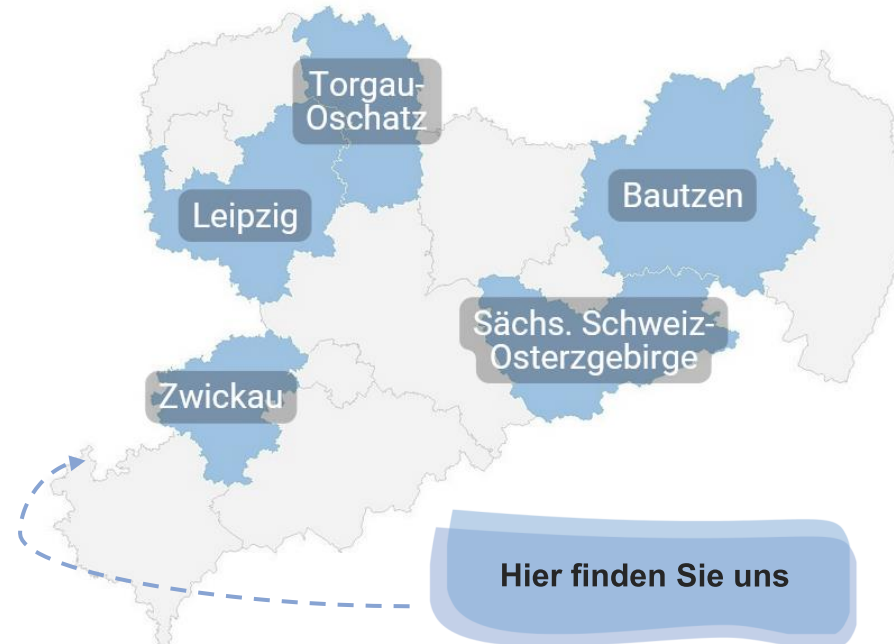 Torgau-
Oschatz
Leipzig
Bautzen
Sächs. Schweiz-
Osterzgebirge
Zwickau
Hier finden Sie uns